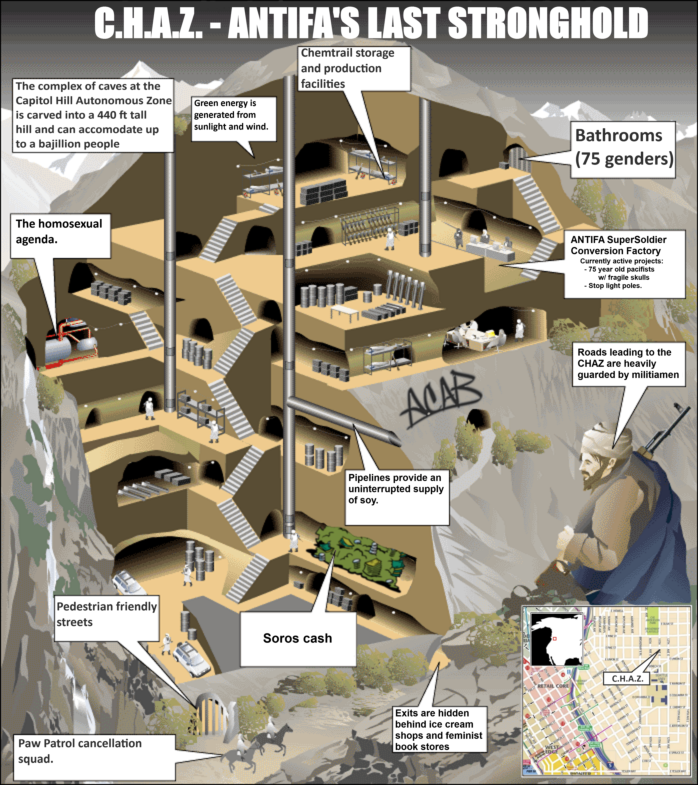 C.H.A.Z. - ANTIFA'S LAST STRONGHOLD
Chemtrail storage
and production
facilities
The complex of caves at the
Capitol Hill Autonomous Zone
is carved into a 440 ft tall
hill and can accomodate up
to a bajillion people
Green energy is
generated from
sunlight and wind.
Bathrooms
(75 genders)
The homosexual
agenda.
ANTIFA SuperSoldier
Conversion Factory
Currently active projects:
- 75 year old pacifists
w/ fragile skulls
- Stop light poles.
Roads leading to the
CHAZ are heavily
guarded by militiamen
ACAB
Pipelines provide an
uninterrupted supply
of soy.
Pedestrian friendly
streets
Soros cash
C.H.A.Z.
RETAIL CORE
Exits are hidden
behind ice cream
shops and feminist
book stores
Paw Patrol cancellation
squad.